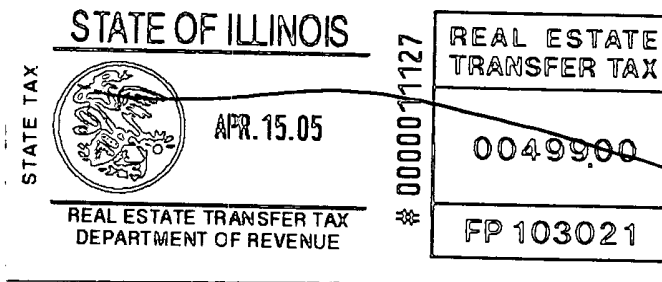 STATE OF ILLINOIS
STATE TAX
APR.15.05
REAL ESTATE TRANSFER TAX
DEPARTMENT OF REVENUE
# 0000011127
REAL ESTATE
TRANSFER TAX
0049900
FP 103021